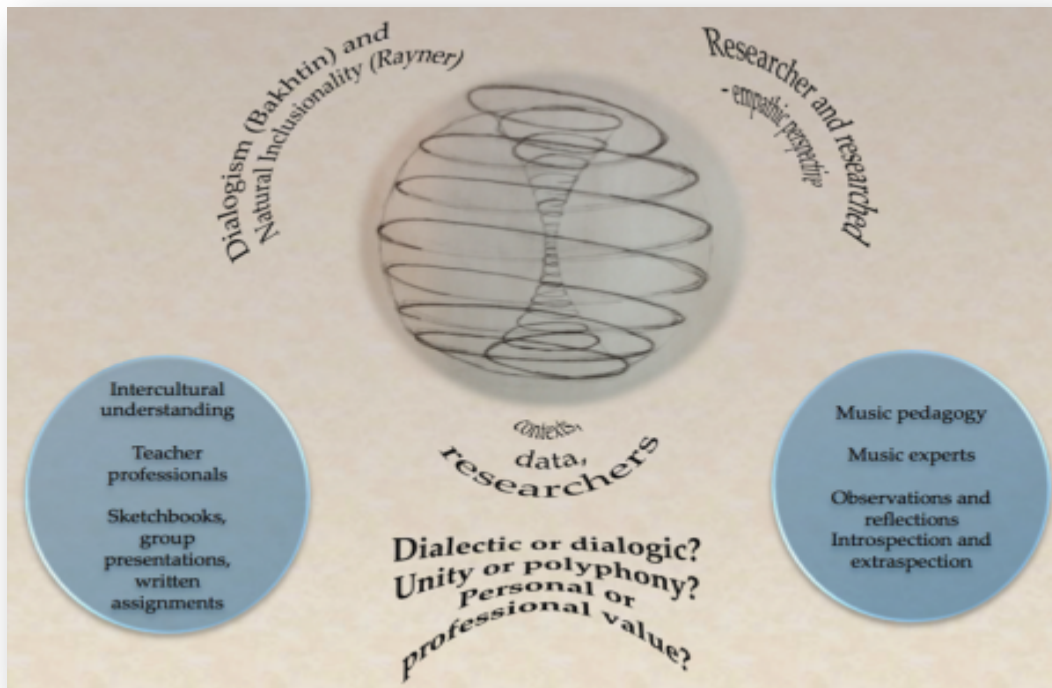 Dialogism (Bakhtin) and
Natural Inclusionality (Rayner)
Researcher and researched
- empathic perspective
Intercultural
understanding
Teacher
professionals
Sketchbooks,
group
presentations,
written
assignments
contexts,
data,
researchers
Dialectic or dialogic?
Unity or polyphony?
Personal or
professional value?
Music pedagogy
Music experts
Observations and
reflections
Introspection and
extraspection